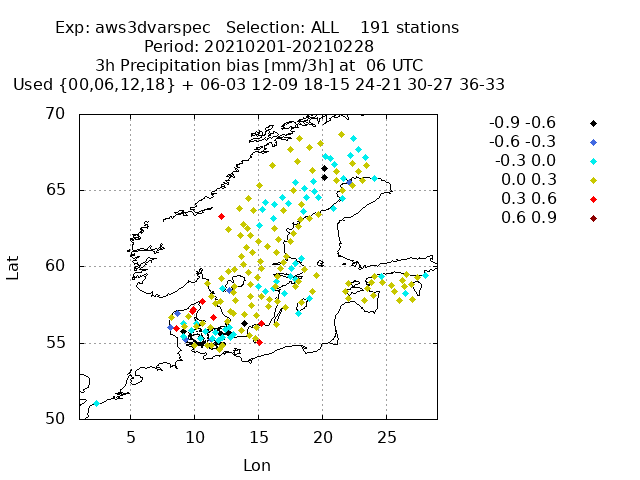 Exp: aws3dvarspec Selection: ALL 191 stations
Period: 20210201-20210228
3h Precipitation bias [mm/3h] at 06 UTC
Used {00,06,12,18} + 06-03 12-09 18-15 24-21 30-27 36-33
70
65
60
55
50
Lat
5 10 15 20 25
Lon
-0.9 -0.6
-0.6 -0.3
-0.3 0.0
0.0 0.3
0.3 0.6
0.6 0.9